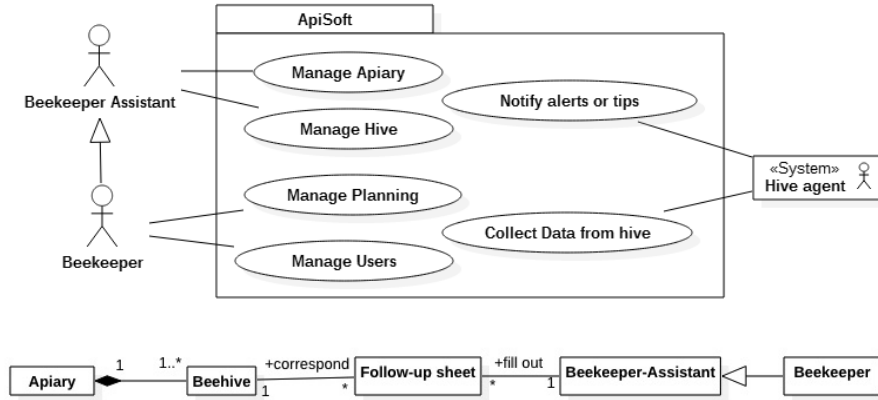 ApiSoft
Beekeeper Assistant
Manage Apiary
Notify alerts or tips
Manage Hive
«System»
Hive agent
Manage Planning
Beekeeper
Collect Data from hive
Manage Users
Apiary
1
1..*
Beehive
+correspond
1
*
Follow-up sheet
+fill out
*
1
Beekeeper-Assistant
Beekeeper